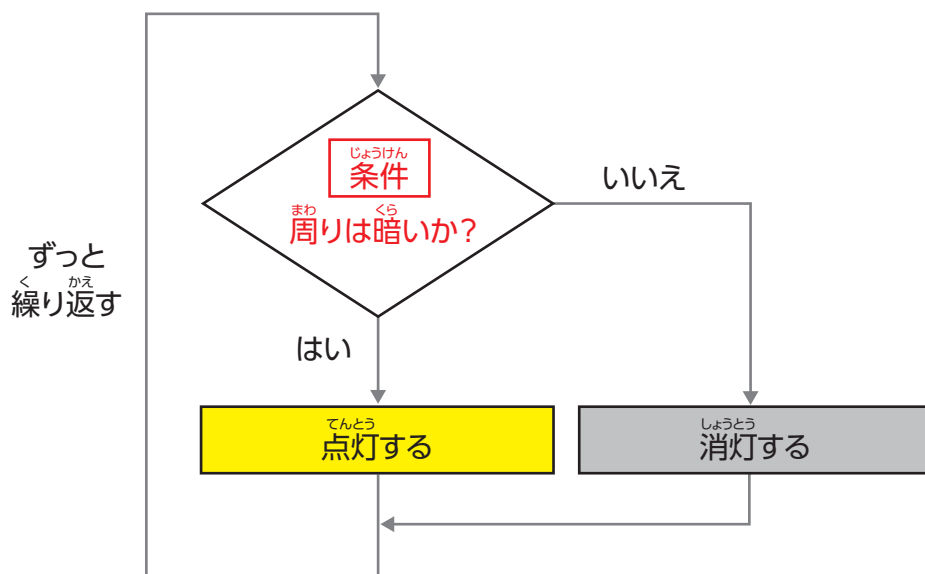 じょうけん
条件
まわ くら
周りは暗いか?
いいえ
ずっと
く かえ
繰り返す
はい
てんとう
点灯する
しょうとう
消灯する